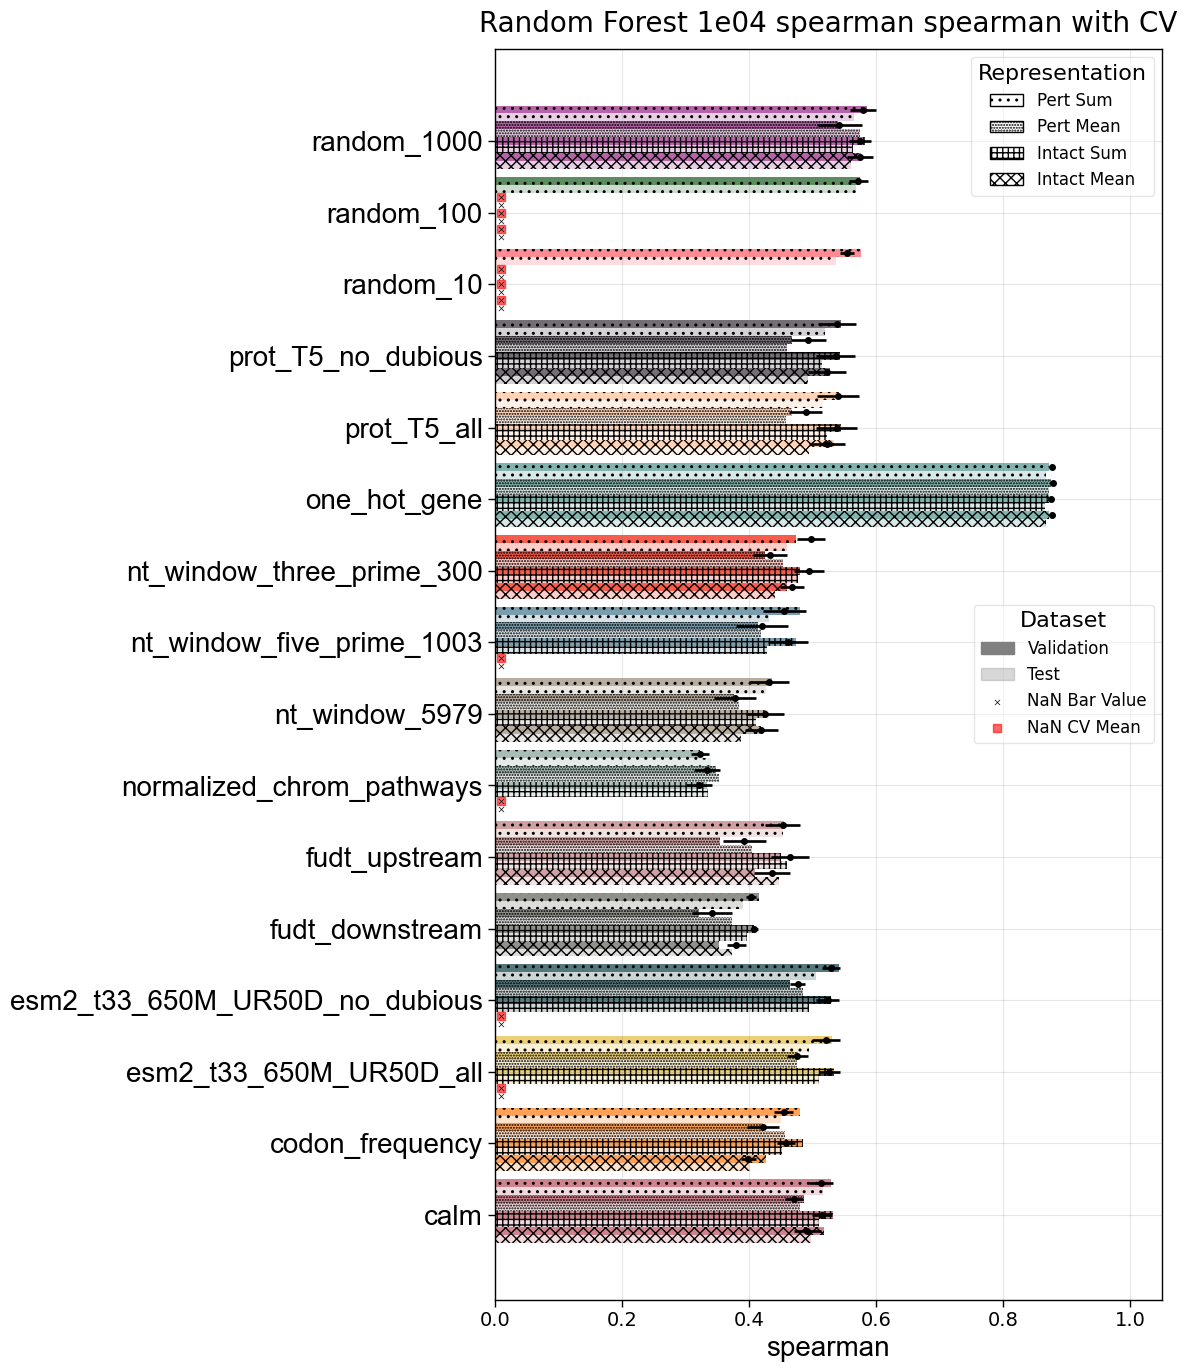 Random Forest 1e04 spearman spearman with CV
Representation
Pert Sum
Pert Mean
Intact Sum
Intact Mean
random_1000
random_100
random_10
prot_T5_no_dubious
prot_T5_all
one_hot_gene
nt_window_three_prime_300
nt_window_five_prime_1003
nt_window_5979
normalized_chrom_pathways
fudt_upstream
fudt_downstream
esm2_t33_650M_UR50D_no_dubious
esm2_t33_650M_UR50D_all
codon_frequency
calm
Dataset
Validation
Test
NaN Bar Value
NaN CV Mean
0.0 0.2 0.4 0.6 0.8 1.0
spearman